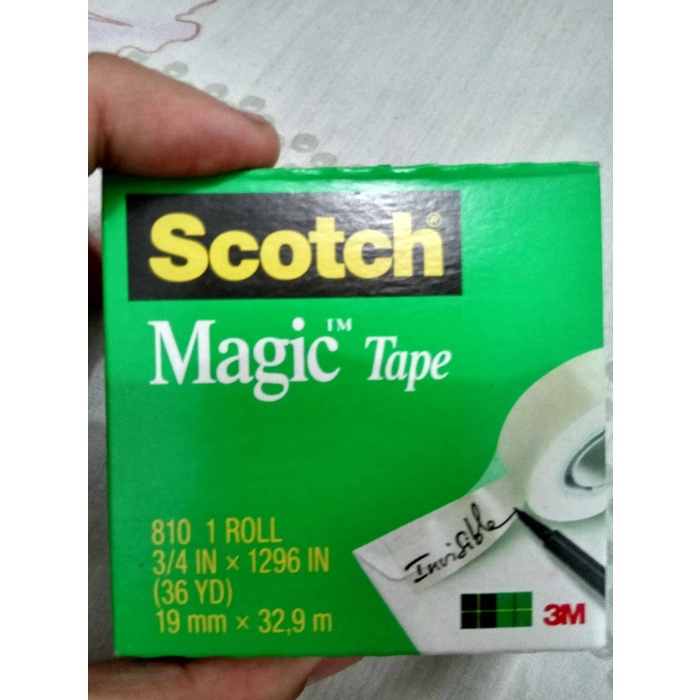 Scotch®
Magic™ Tape
810 1 ROLL
3/4 IN × 1296 IN
(36 YD)
19 mm × 32,9 m
Invisible
3M